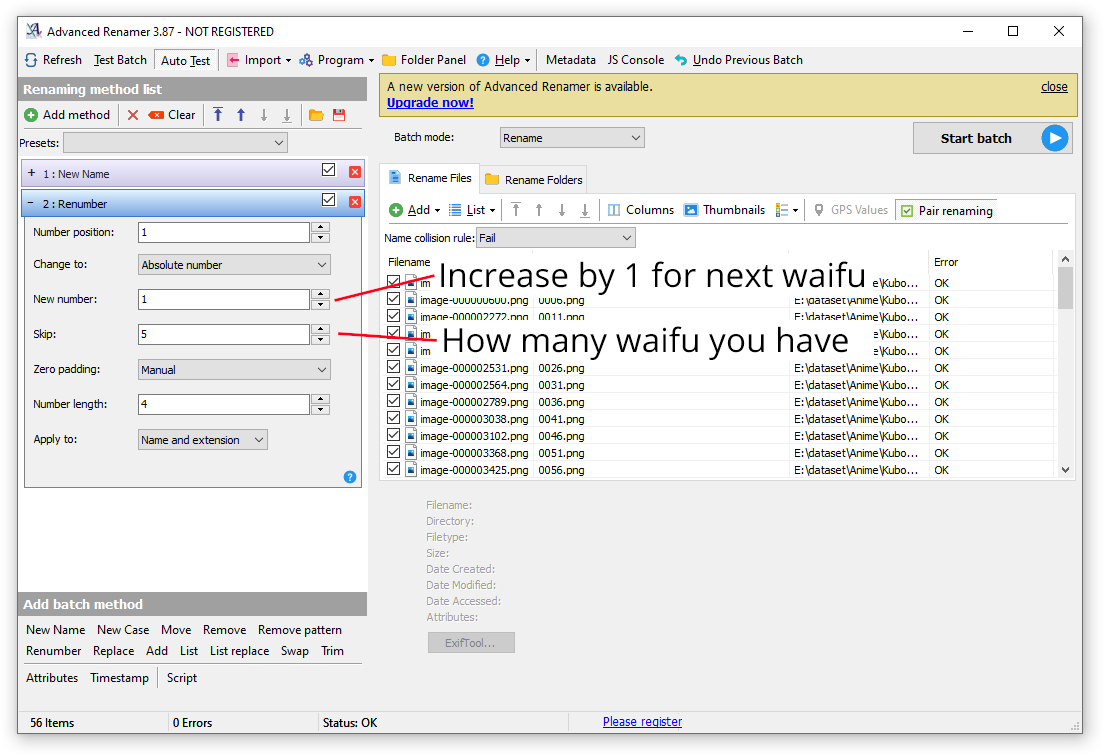 Advanced Renamer 3.87 - NOT REGISTERED
Refresh Test Batch Auto Test Import Program Folder Panel Help Metadata JS Console Undo Previous Batch
Renaming method list
Add method Clear
Presets:
1 : New Name
2 : Renumber
Number position: 1
Change to: Absolute number
New number: 1
Skip: 5
Zero padding: Manual
Number length: 4
Apply to: Name and extension
Add batch method
New Name New Case Move Remove Remove pattern
Renumber Replace Add List List replace Swap Trim
Attributes Timestamp Script
A new version of Advanced Renamer is available. close
Upgrade now!
Batch mode: Rename Start batch
Rename Files Rename Folders
Add List Columns Thumbnails GPS Values Pair renaming
Name collision rule: Fail
Filename Error
Increase by 1 for next waifu
im e\Kubo... OK
image-000000600.png 0006.png E:\dataset\Anime\Kubo... OK
image-000002272.png 0011.png E:\dataset\Anime\Kubo... OK
How many waifu you have
im e\Kubo... OK
im e\Kubo... OK
image-000002531.png 0026.png E:\dataset\Anime\Kubo... OK
image-000002564.png 0031.png E:\dataset\Anime\Kubo... OK
image-000002789.png 0036.png E:\dataset\Anime\Kubo... OK
image-000003038.png 0041.png E:\dataset\Anime\Kubo... OK
image-000003102.png 0046.png E:\dataset\Anime\Kubo... OK
image-000003368.png 0051.png E:\dataset\Anime\Kubo... OK
image-000003425.png 0056.png E:\dataset\Anime\Kubo... OK
Filename:
Directory:
Filetype:
Size:
Date Created:
Date Modified:
Date Accessed:
Attributes:
ExifTool...
56 Items 0 Errors Status: OK Please register